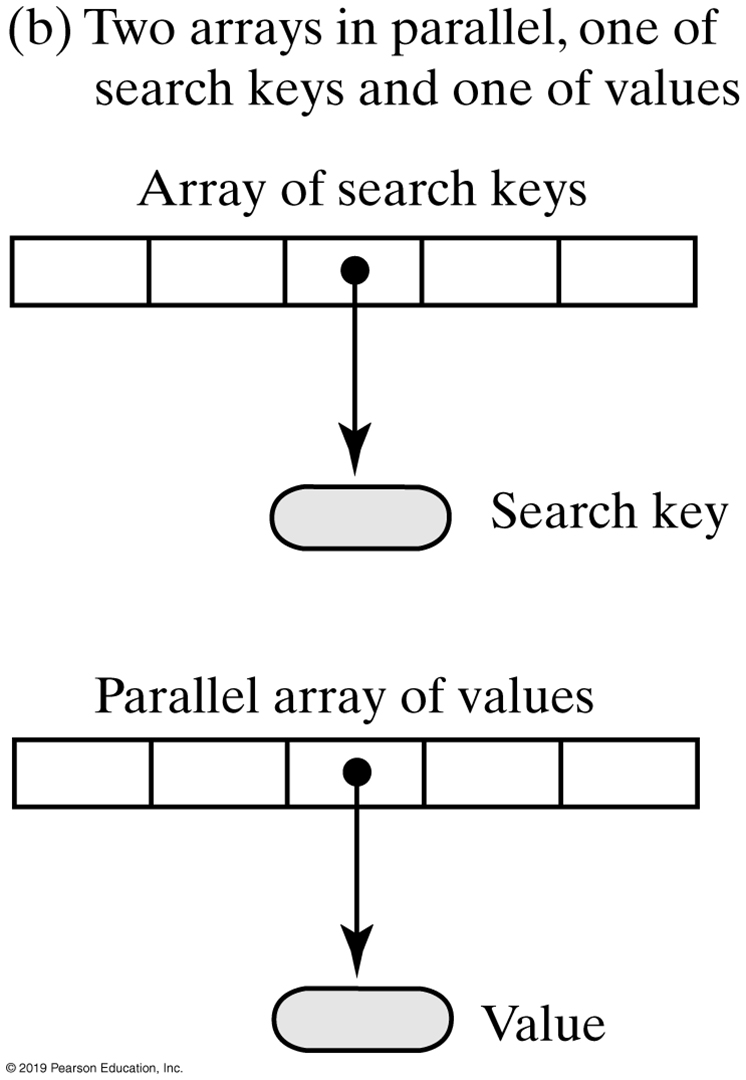 (b) Two arrays in parallel, one of
search keys and one of values
Array of search keys
Search key
Parallel array of values
Value
© 2019 Pearson Education, Inc.